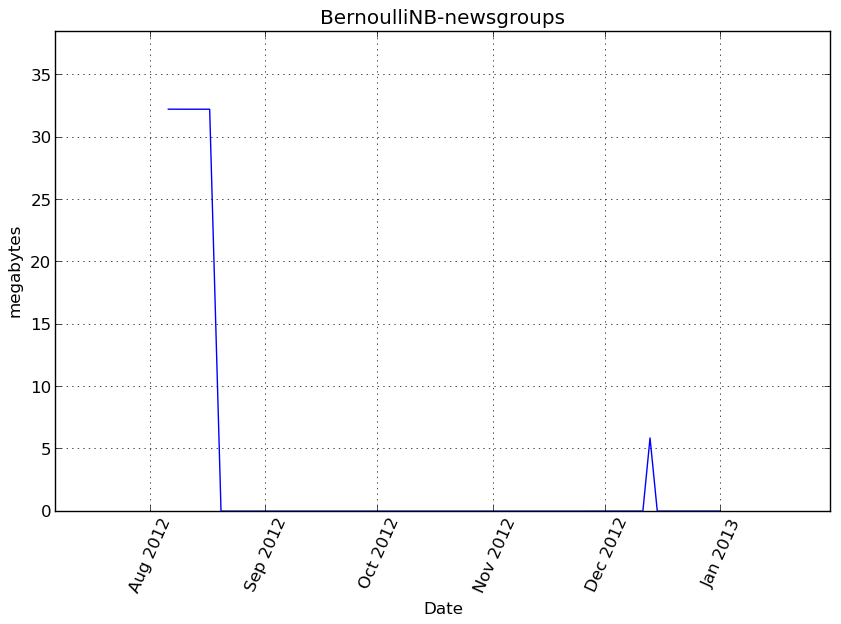 BernoulliNB-newsgroups
megabytes
35
30
25
20
15
10
5
0
Aug 2012
Sep 2012
Oct 2012
Nov 2012
Dec 2012
Jan 2013
Date